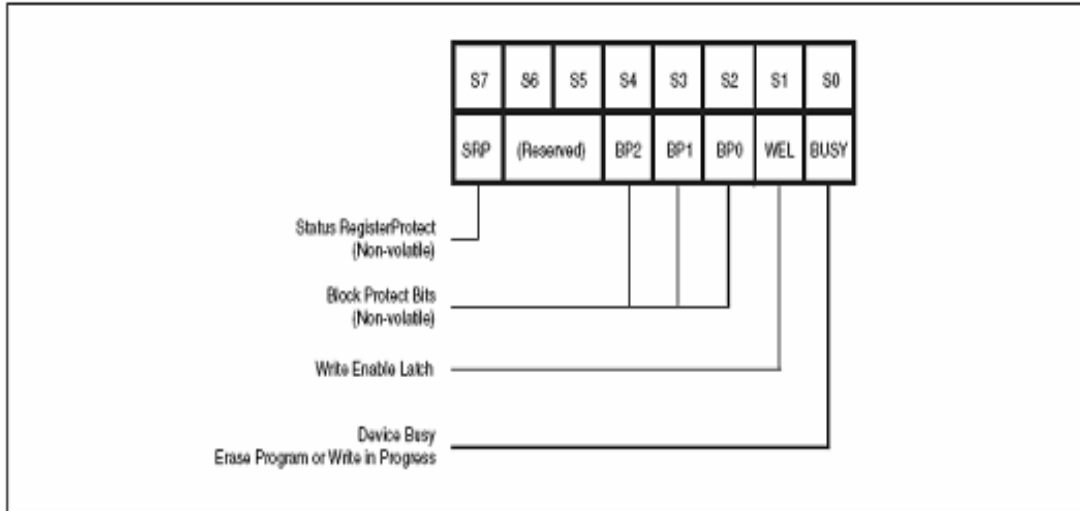 S7 S6 S5 S4 S3 S2 S1 S0
SRP (Reserved) BP2 BP1 BP0 WEL BUSY
Status RegisterProtect
(Non-volatile)
Block Protect Bits
(Non-volatile)
Write Enable Latch
Device Busy
Erase Program or Write in Progress